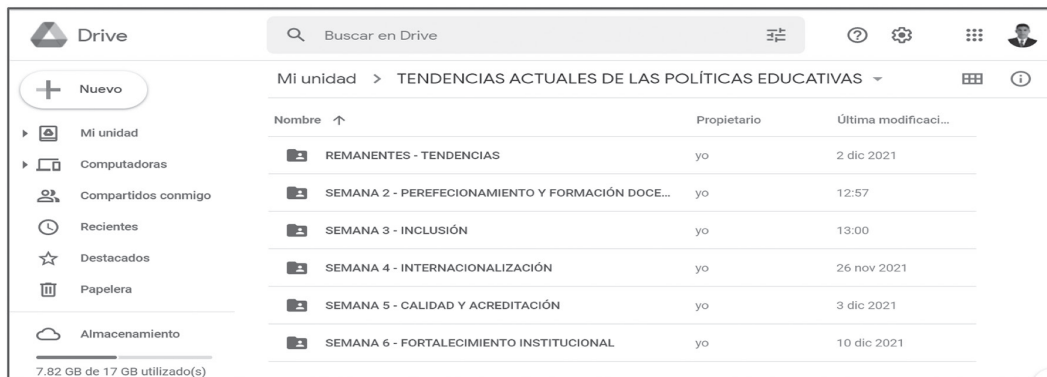 Drive
Buscar en Drive
Nuevo
Mi unidad
Computadoras
Compartidos conmigo
Recientes
Destacados
Papelera
Almacenamiento
7.82 GB de 17 GB utilizado(s)
Mi unidad > TENDENCIAS ACTUALES DE LAS POLÍTICAS EDUCATIVAS
Nombre Propietario Última modificaci...
REMANENTES - TENDENCIAS yo 2 dic 2021
SEMANA 2 - PEREFECIONAMIENTO Y FORMACIÓN DOCE... yo 12:57
SEMANA 3 - INCLUSIÓN yo 13:00
SEMANA 4 - INTERNACIONALIZACIÓN yo 26 nov 2021
SEMANA 5 - CALIDAD Y ACREDITACIÓN yo 3 dic 2021
SEMANA 6 - FORTALECIMIENTO INSTITUCIONAL yo 10 dic 2021